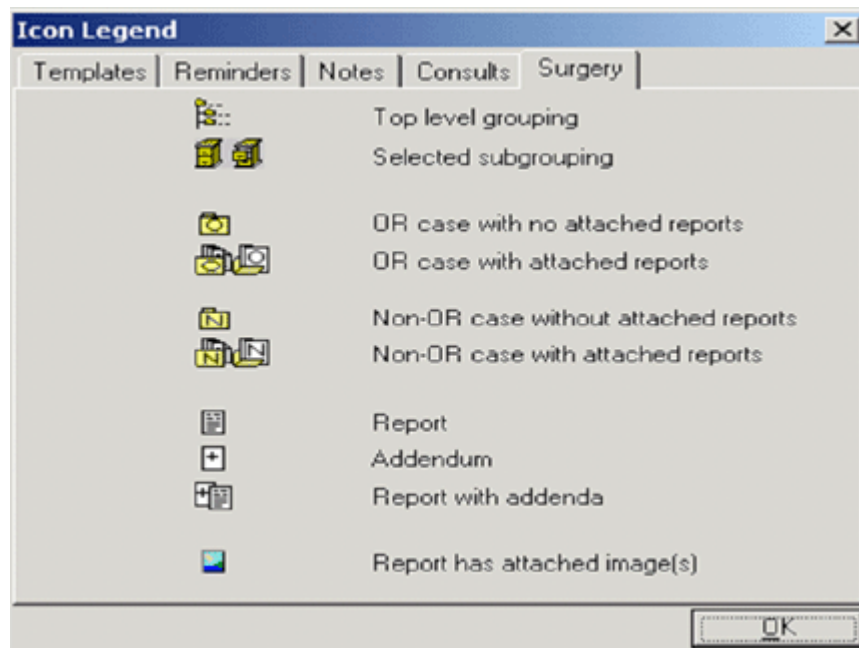 Icon Legend
Templates Reminders Notes Consults Surgery
Top level grouping
Selected subgrouping
OR case with no attached reports
OR case with attached reports
N Non-OR case without attached reports
N N Non-OR case with attached reports
Report
Addendum
Report with addenda
Report has attached image(s)
OK